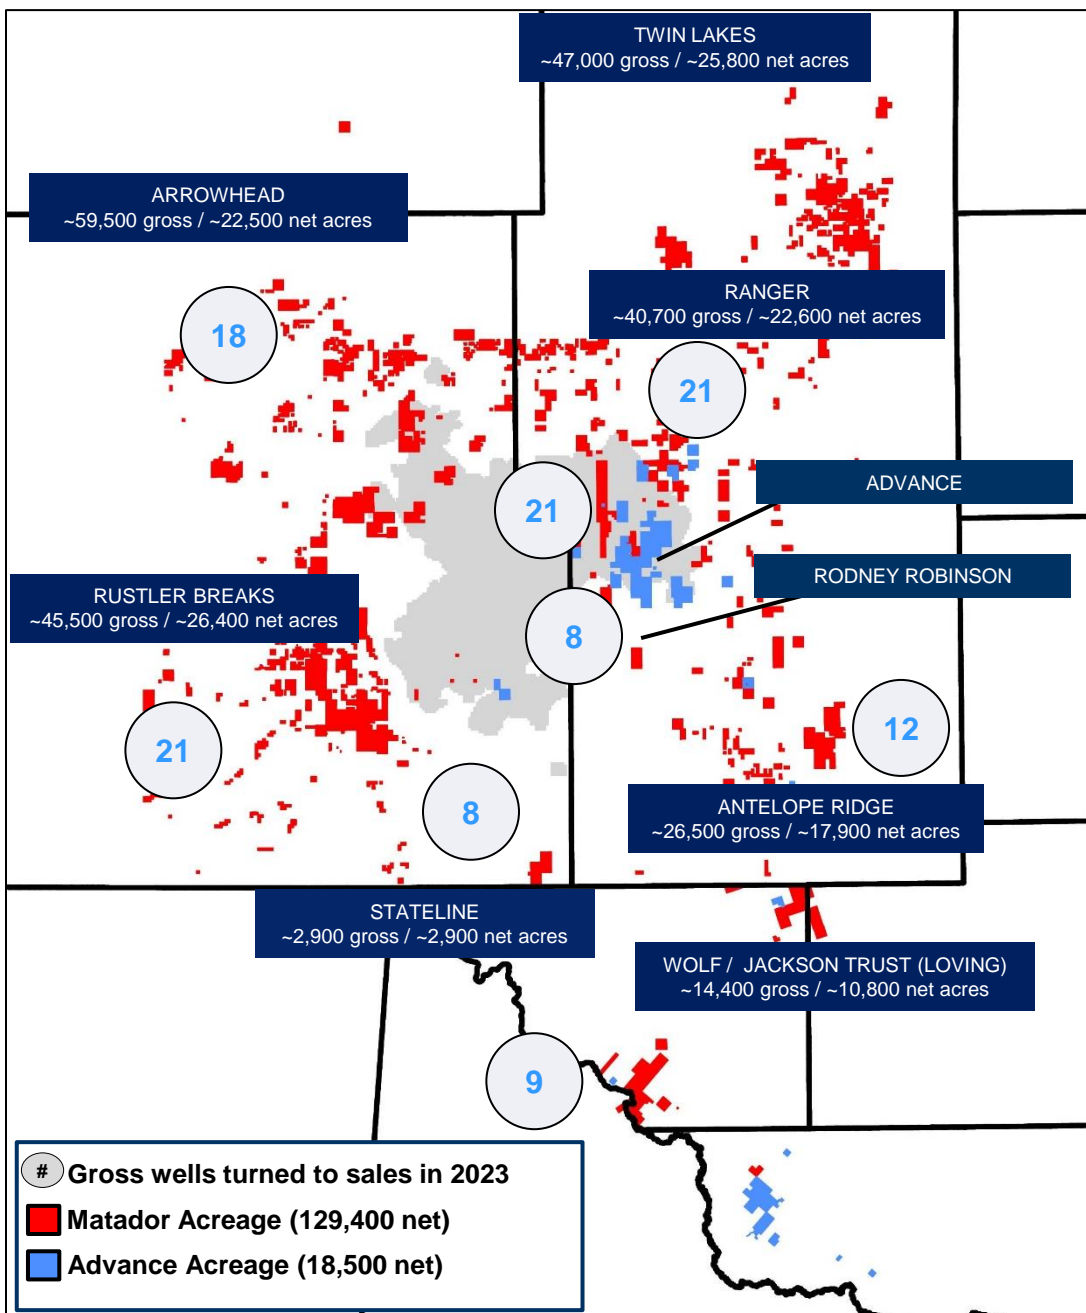 TWIN LAKES
~47,000 gross / ~25,800 net acres
ARROWHEAD
~59,500 gross / ~22,500 net acres
RANGER
~40,700 gross / ~22,600 net acres
18
21
ADVANCE
21
RODNEY ROBINSON
RUSTLER BREAKS
~45,500 gross / ~26,400 net acres
8
21
12
8
ANTELOPE RIDGE
~26,500 gross / ~17,900 net acres
STATELINE
~2,900 gross / ~2,900 net acres
WOLF / JACKSON TRUST (LOVING)
~14,400 gross / ~10,800 net acres
9
# Gross wells turned to sales in 2023
Matador Acreage (129,400 net)
Advance Acreage (18,500 net)